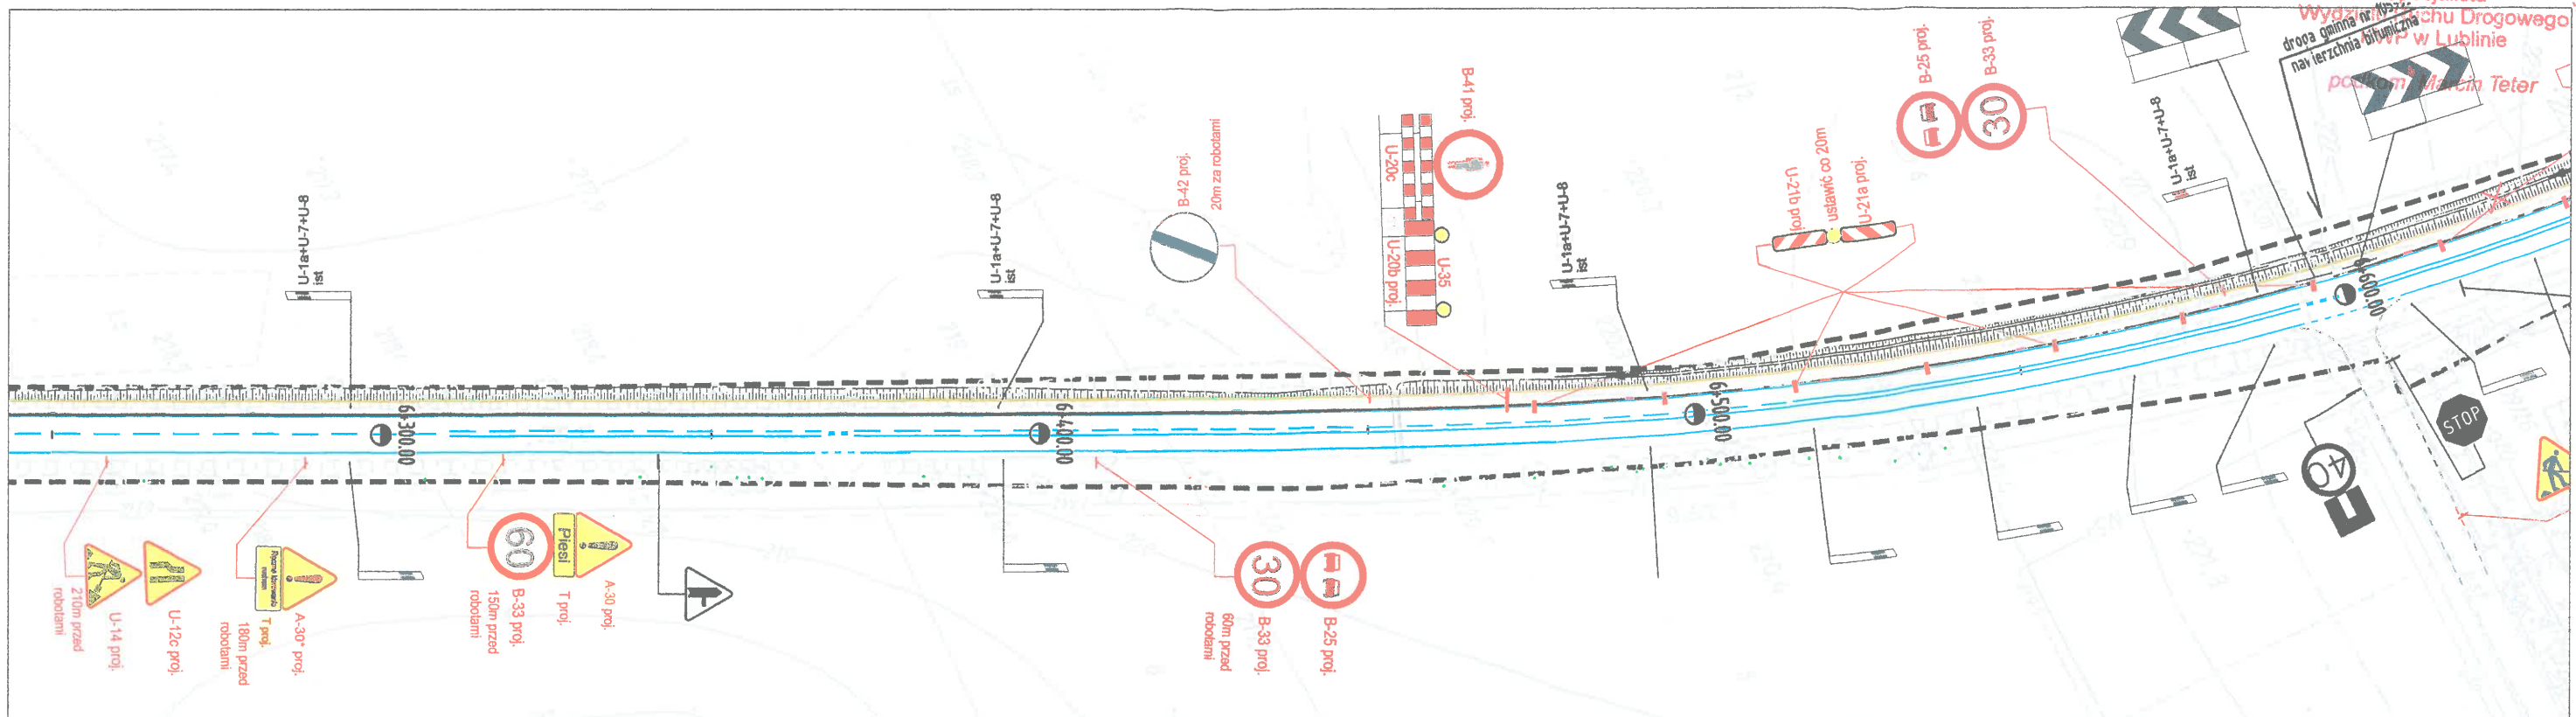 U-1a+U-7+U-8
ist
U-1a+U-7+U-8
ist
B-42 proj.
20m za robotami
B-41 proj.
U-20c
U-20b proj.
U-35
U-1a+U-7+U-8
ist
U-21b proj
ustawić co 20m
U-21a proj.
B-25 proj.
B-33 proj.
30
U-1a+U-7+U-8
ist
droga gminna nr
bitumiczna
Ruchu Drogowego
KWP w Lublinie
Marcin Teter
6+300.00
6+400.00
6+500.00
6+600.00
U-12c proj.
U-14 proj.
210m przed
robotami
A-30* proj.
T proj.
180m przed
robotami
60
Piesi
A-30 proj.
T proj.
B-33 proj.
150m przed
robotami
30
B-25 proj.
B-33 proj.
60m przed
robotami
40
STOP